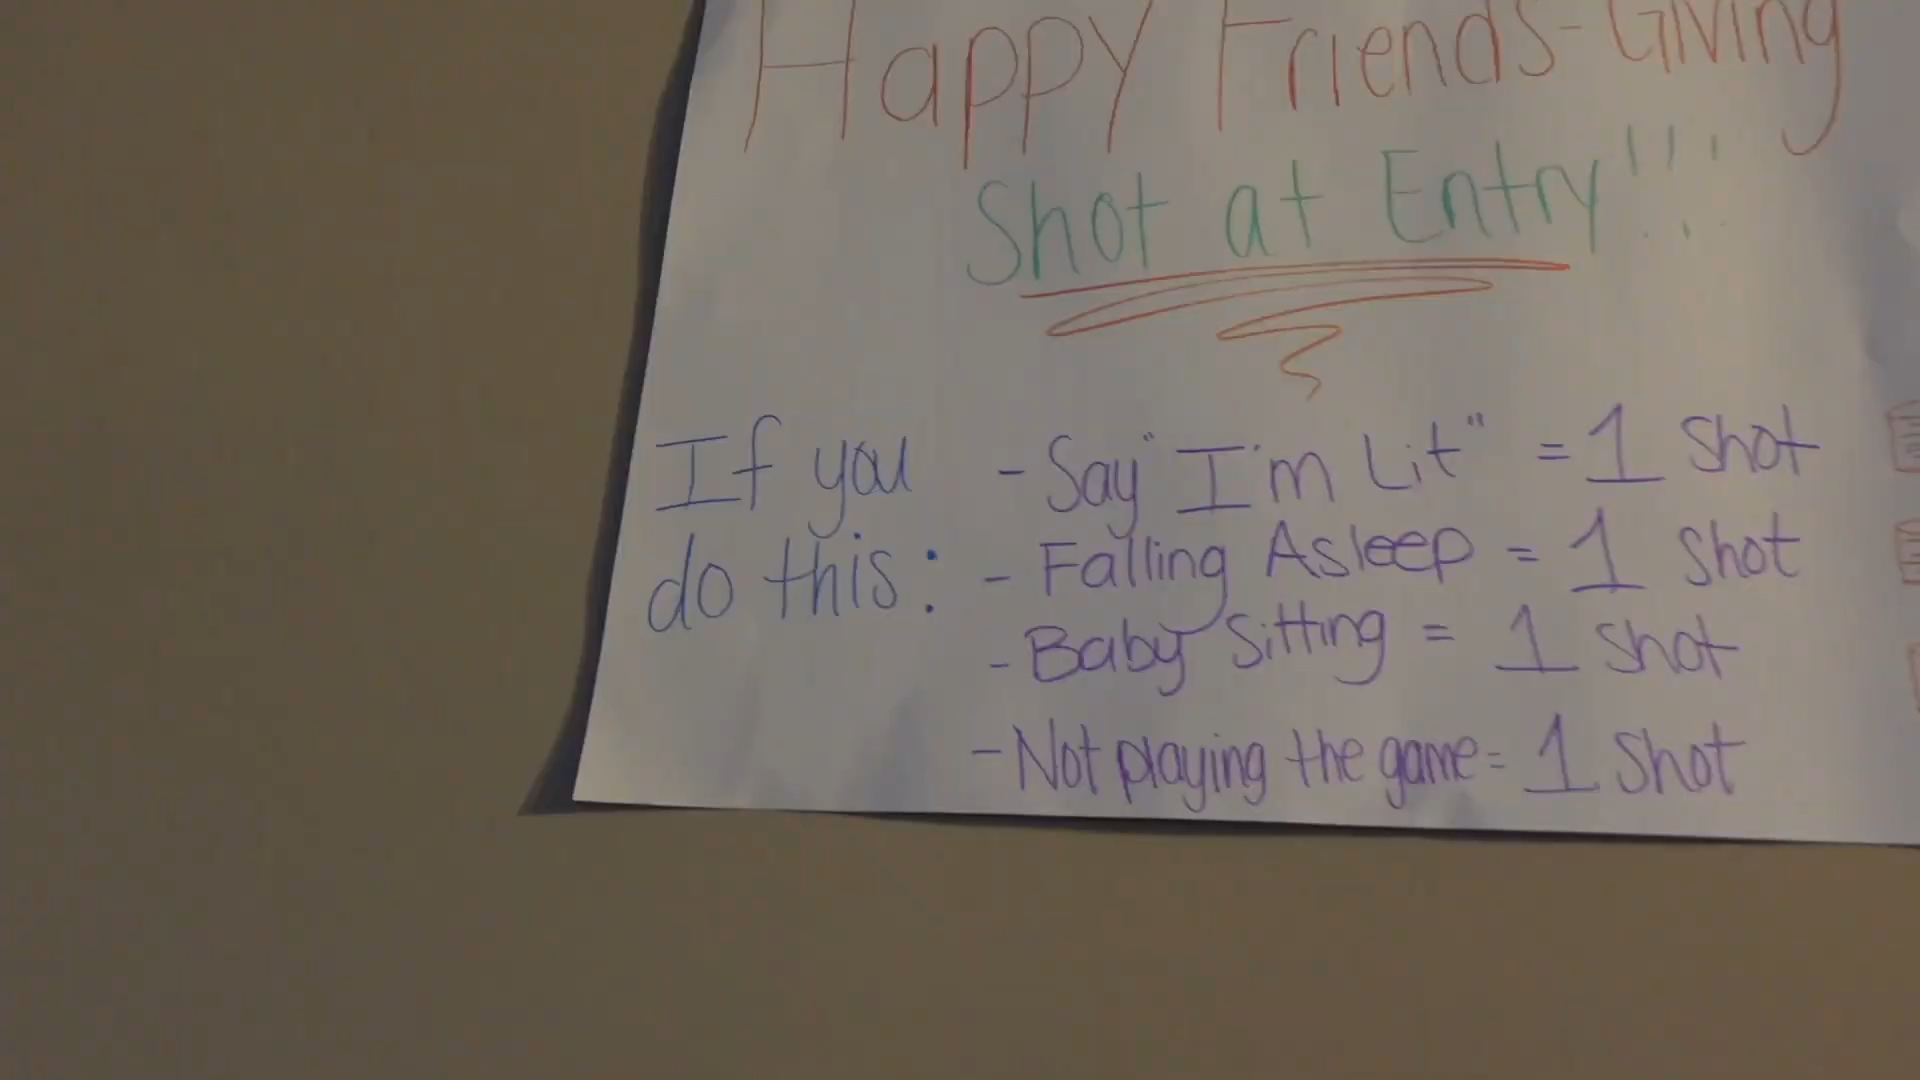 Happy Friends-Giving
Shot at Entry!!!
If you
do this:
- Say "I'm Lit" = 1 Shot
- Falling Asleep = 1 Shot
- Baby Sitting = 1 Shot
- Not playing the game = 1 Shot